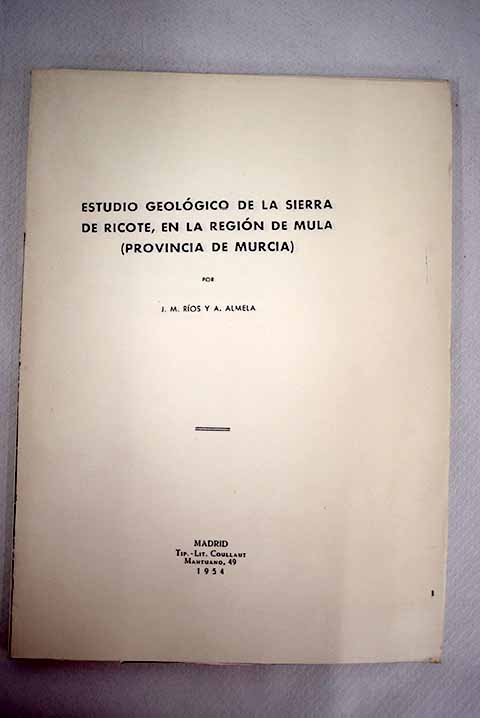 ESTUDIO GEOLÓGICO DE LA SIERRA
DE RICOTE, EN LA REGIÓN DE MULA
(PROVINCIA DE MURCIA)
POR
J. M. RÍOS Y A. ALMELA
MADRID
Tip.-Lit. Coullaut
Mantuano, 49
1954